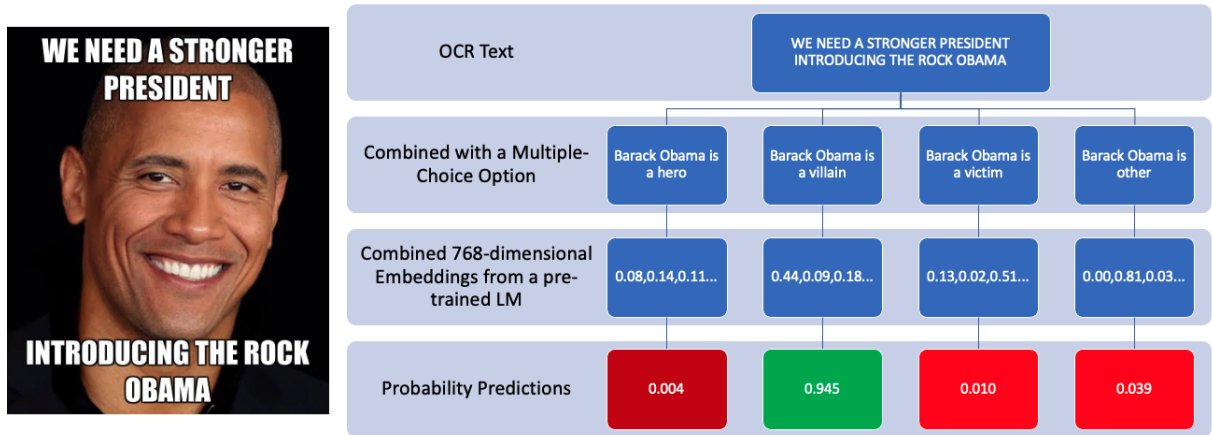 WE NEED A STRONGER
PRESIDENT
INTRODUCING THE ROCK
OBAMA
OCR Text
WE NEED A STRONGER PRESIDENT
INTRODUCING THE ROCK OBAMA
Combined with a Multiple-
Choice Option
Barack Obama is
a hero
Barack Obama is
a villain
Barack Obama is
a victim
Barack Obama is
other
Combined 768-dimensional
Embeddings from a pre-
trained LM
0.08,0.14,0.11...
0.44,0.09,0.18...
0.13,0.02,0.51...
0.00,0.81,0.03...
Probability Predictions
0.004
0.945
0.010
0.039